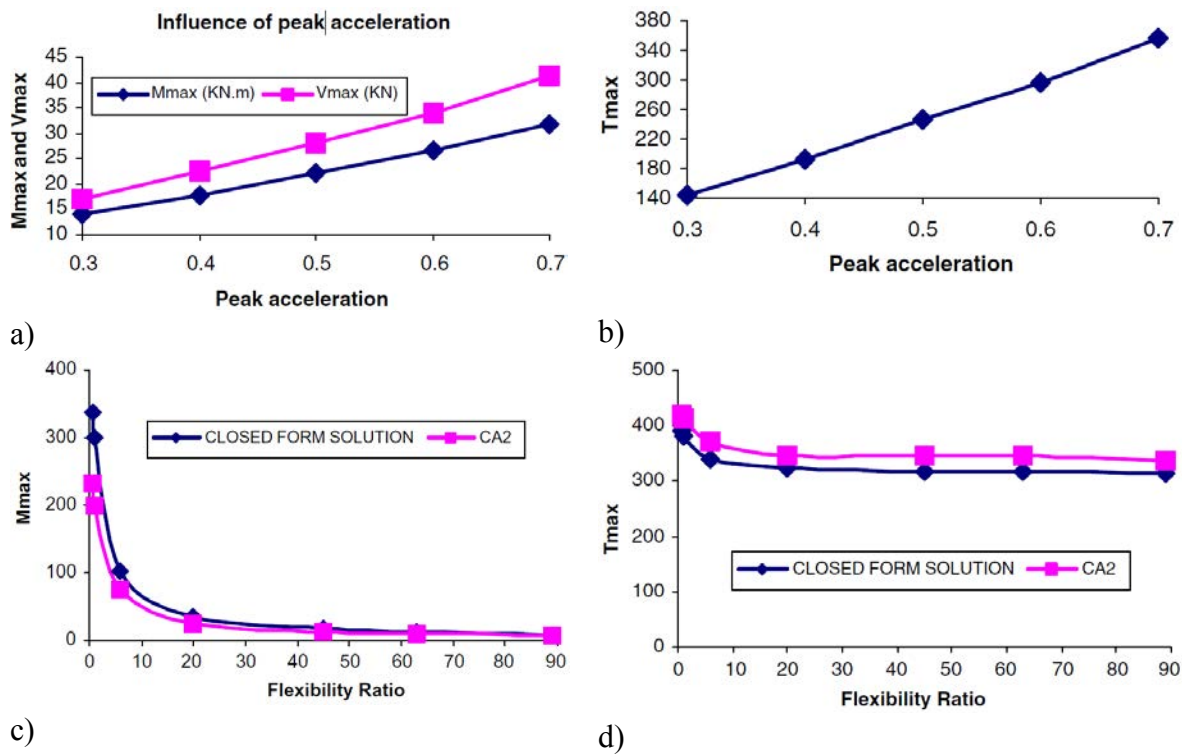 Influence of peak acceleration
45
40
35
30
25
20
15
10
Mmax and Vmax
Mmax (KN.m) Vmax (KN)
0.3 0.4 0.5 0.6 0.7
Peak acceleration
a)
380
340
300
260
220
180
140
Tmax
0.3 0.4 0.5 0.6 0.7
Peak acceleration
b)
400
300
200
100
0
Mmax
CLOSED FORM SOLUTION CA2
0 10 20 30 40 50 60 70 80 90
Flexibility Ratio
c)
500
400
300
200
100
0
Tmax
CLOSED FORM SOLUTION CA2
0 10 20 30 40 50 60 70 80 90
Flexibility Ratio
d)